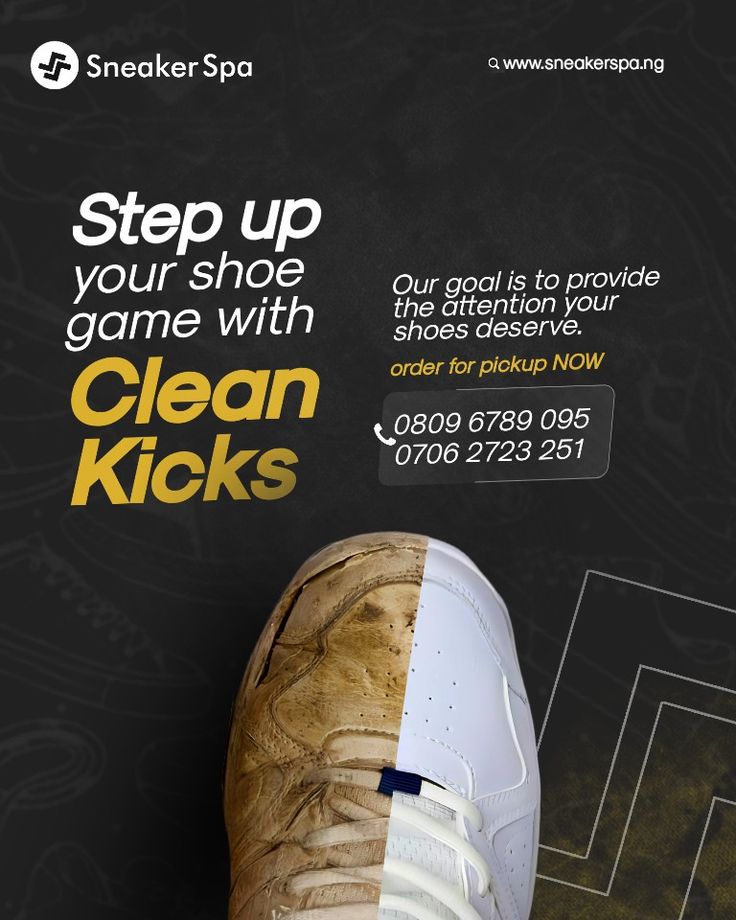 Sneaker Spa
www.sneakerspa.ng
Step up
your shoe
game with
Clean
Kicks
Our goal is to provide
the attention your
shoes deserve.
order for pickup NOW
0809 6789 095
0706 2723 251